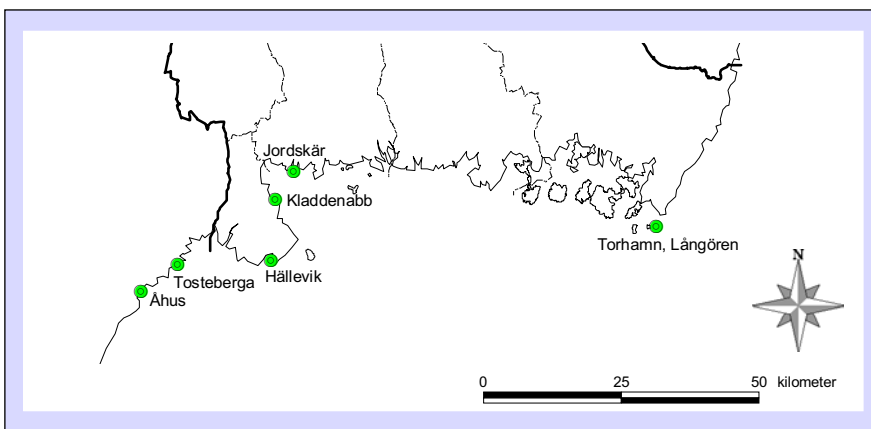 Jordskär
Kladdenabb
Torhamn, Långören
N
Tosteberga
Hällevik
Åhus
0 25 50 kilometer